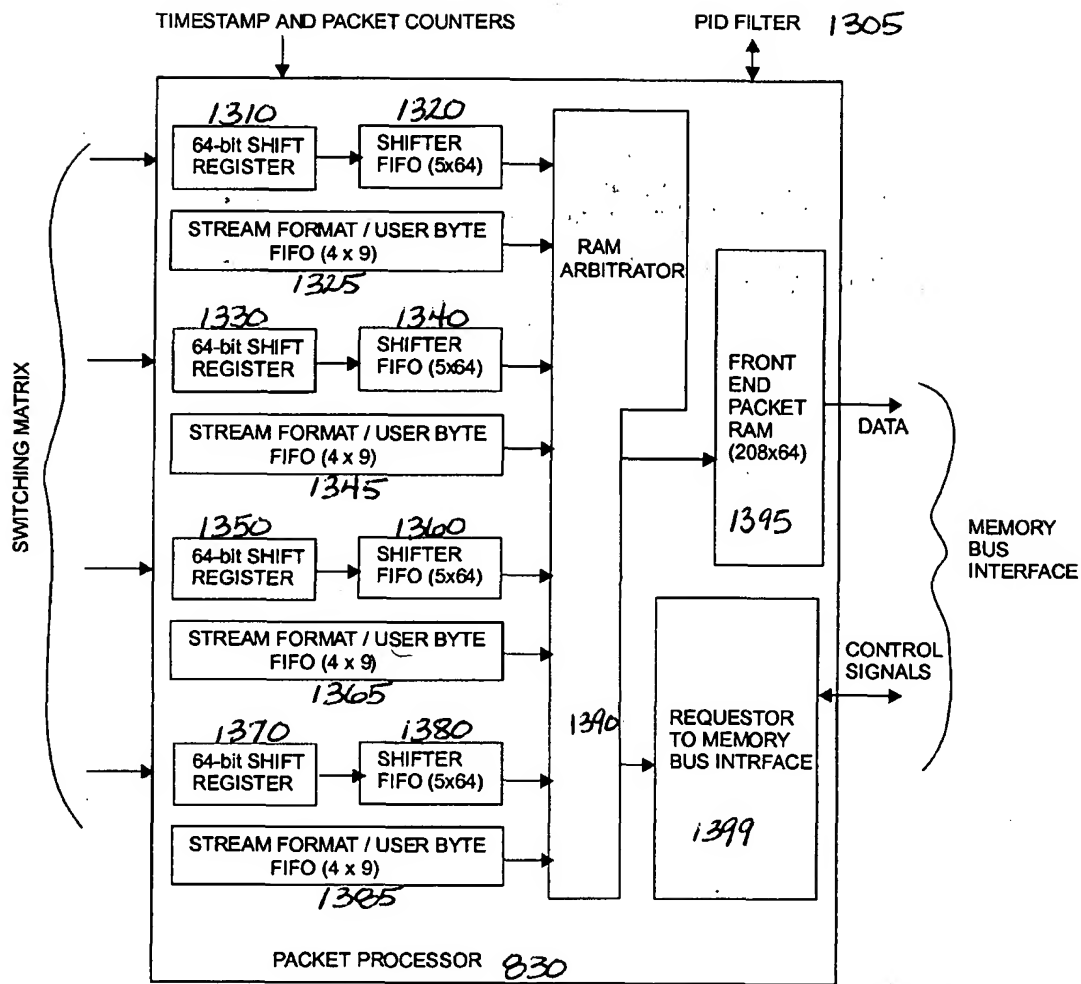 TIMESTAMP AND PACKET COUNTERS
PID FILTER 1305
SWITCHING MATRIX
1310
64-bit SHIFT
REGISTER
1320
SHIFTER
FIFO (5x64)
STREAM FORMAT / USER BYTE
FIFO (4 x 9)
1325
1330
64-bit SHIFT
REGISTER
1340
SHIFTER
FIFO (5x64)
STREAM FORMAT / USER BYTE
FIFO (4 x 9)
1345
1350
64-bit SHIFT
REGISTER
1360
SHIFTER
FIFO (5x64)
STREAM FORMAT / USER BYTE
FIFO (4 x 9)
1365
1370
64-bit SHIFT
REGISTER
1380
SHIFTER
FIFO (5x64)
STREAM FORMAT / USER BYTE
FIFO (4 x 9)
1385
RAM
ARBITRATOR
1390
FRONT
END
PACKET
RAM
(208x64)
1395
DATA
REQUESTOR
TO MEMORY
BUS INTRFACE
1399
CONTROL
SIGNALS
MEMORY
BUS
INTERFACE
PACKET PROCESSOR 830